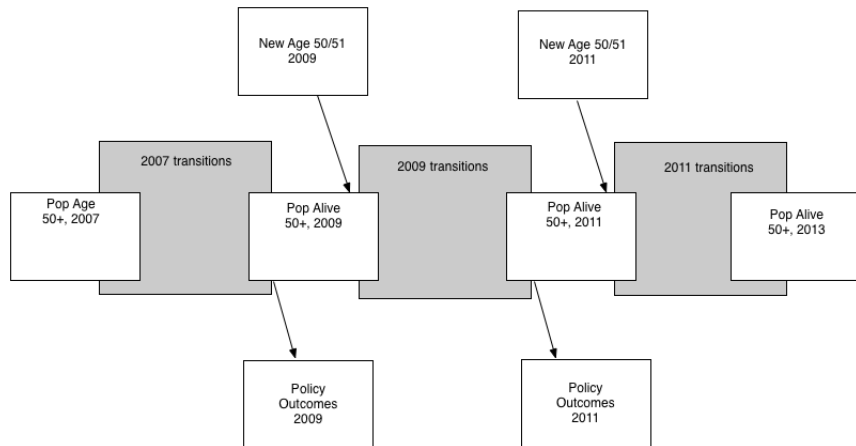 New Age 50/51
2009
New Age 50/51
2011
2007 transitions
2009 transitions
2011 transitions
Pop Age
50+, 2007
Pop Alive
50+, 2009
Pop Alive
50+, 2011
Pop Alive
50+, 2013
Policy
Outcomes
2009
Policy
Outcomes
2011